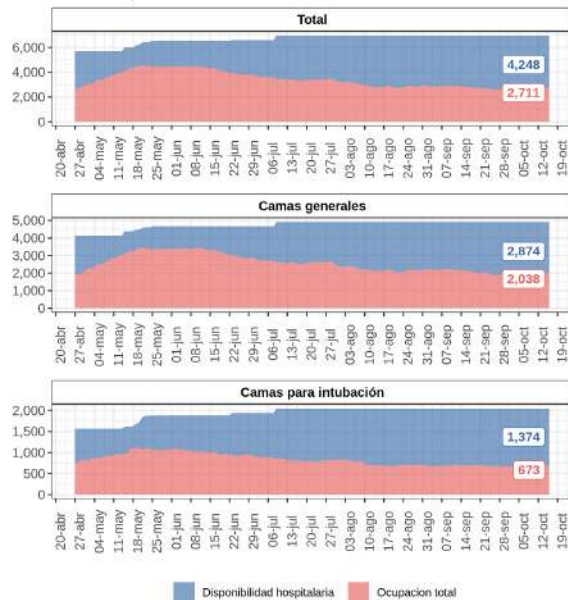 Total
6,000
4,000
2,000
0
4,248
2,711
20-abr
27-abr
04-may
11-may
18-may
25-may
01-jun
08-jun
15-jun
22-jun
29-jun
06-jul
13-jul
20-jul
27-jul
03-ago
10-ago
17-ago
24-ago
31-ago
07-sep
14-sep
21-sep
28-sep
05-oct
12-oct
19-oct
Camas generales
5,000
4,000
3,000
2,000
1,000
0
2,874
2,038
20-abr
27-abr
04-may
11-may
18-may
25-may
01-jun
08-jun
15-jun
22-jun
29-jun
06-jul
13-jul
20-jul
27-jul
03-ago
10-ago
17-ago
24-ago
31-ago
07-sep
14-sep
21-sep
28-sep
05-oct
12-oct
19-oct
Camas para intubación
2,000
1,500
1,000
500
0
1,374
673
20-abr
27-abr
04-may
11-may
18-may
25-may
01-jun
08-jun
15-jun
22-jun
29-jun
06-jul
13-jul
20-jul
27-jul
03-ago
10-ago
17-ago
24-ago
31-ago
07-sep
14-sep
21-sep
28-sep
05-oct
12-oct
19-oct
Disponibilidad hospitalaria
Ocupacion total